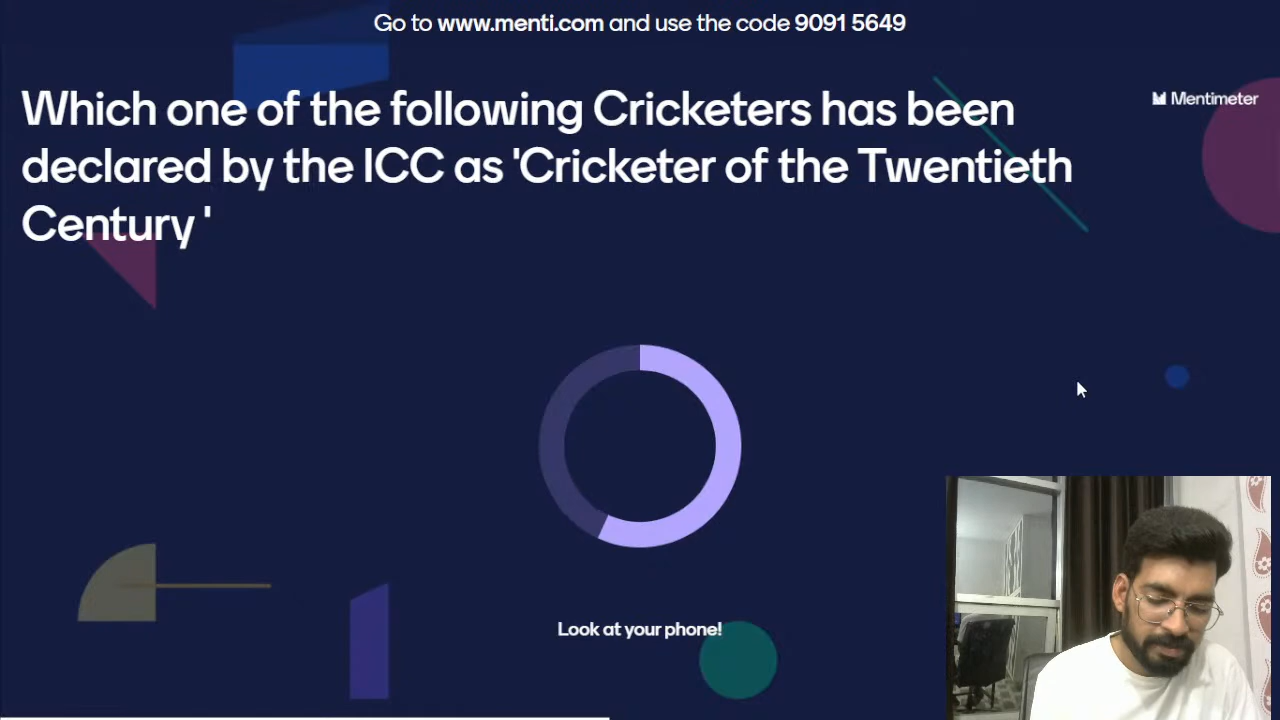 Go to www.menti.com and use the code 9091 5649
Which one of the following Cricketers has been
declared by the ICC as 'Cricketer of the Twentieth
Century '
Mentimeter
Look at your phone!